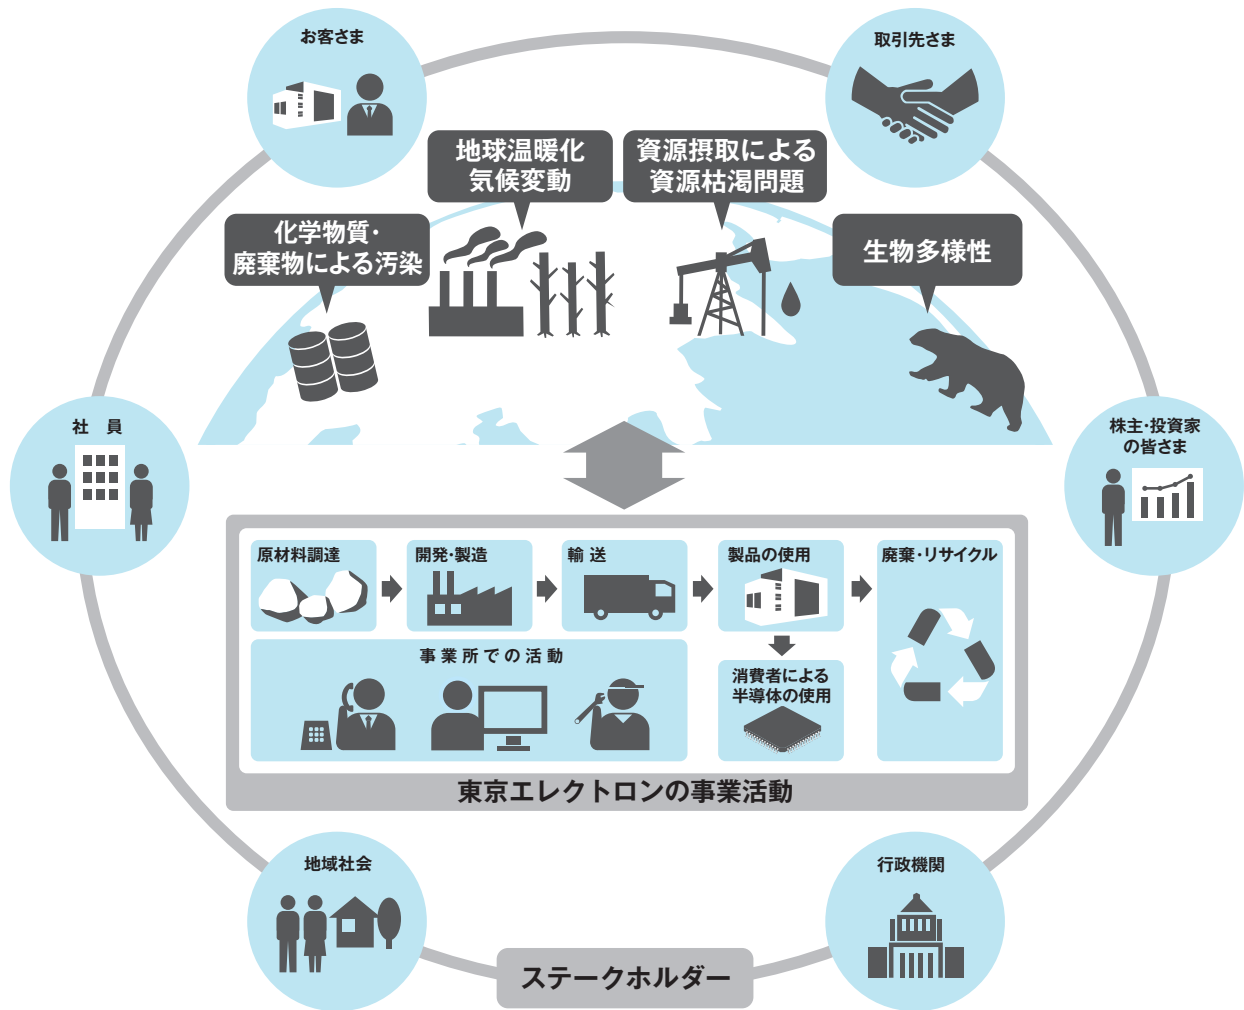 お客さま
取引先さま
地球温暖化
気候変動
資源摂取による
資源枯渇問題
化学物質・
廃棄物による汚染
生物多様性
社　員
株主・投資家
の皆さま
原材料調達
開発・製造
輸 送
製品の使用
廃棄・リサイクル
事 業 所 で の 活 動
消費者による
半導体の使用
東京エレクトロンの事業活動
地域社会
行政機関
ステークホルダー